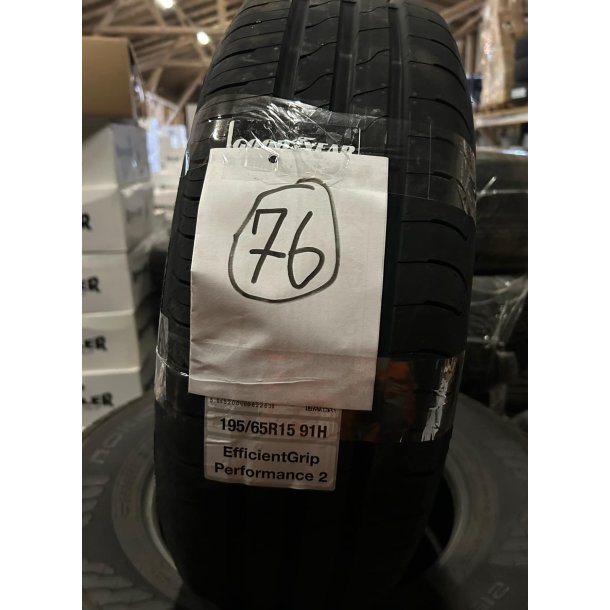 GOODYEAR
76
195/65R15 91H
EfficientGrip
Performance 2